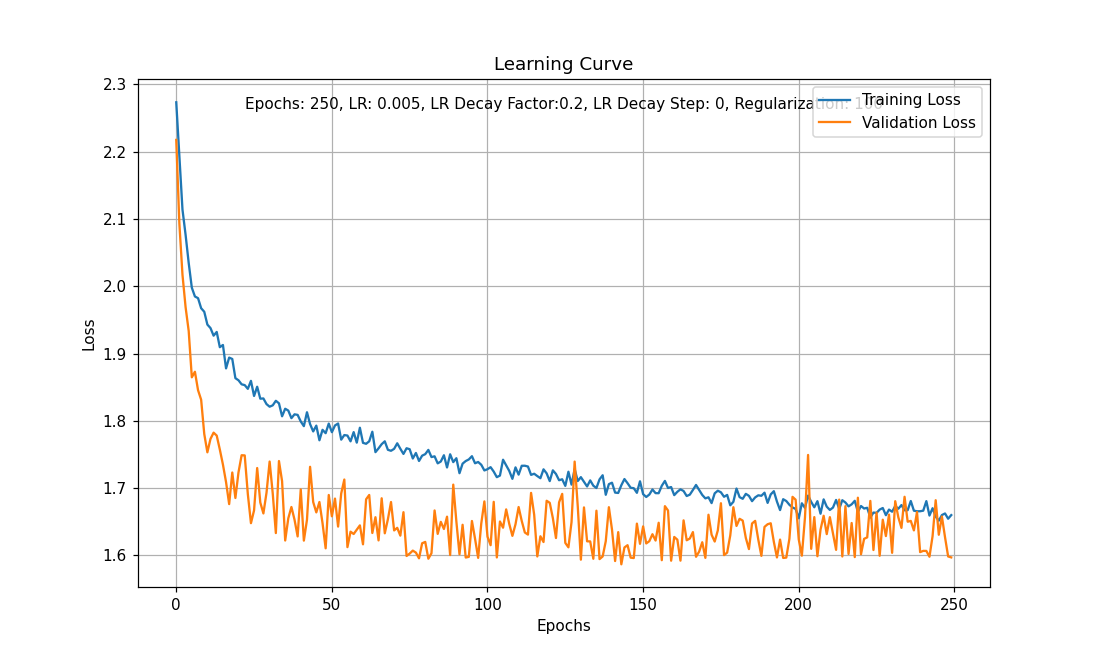 Learning Curve
Epochs: 250, LR: 0.005, LR Decay Factor:0.2, LR Decay Step: 0, Regularization: 100
Training Loss
Validation Loss
2.3
2.2
2.1
2.0
1.9
1.8
1.7
1.6
Loss
0 50 100 150 200 250
Epochs